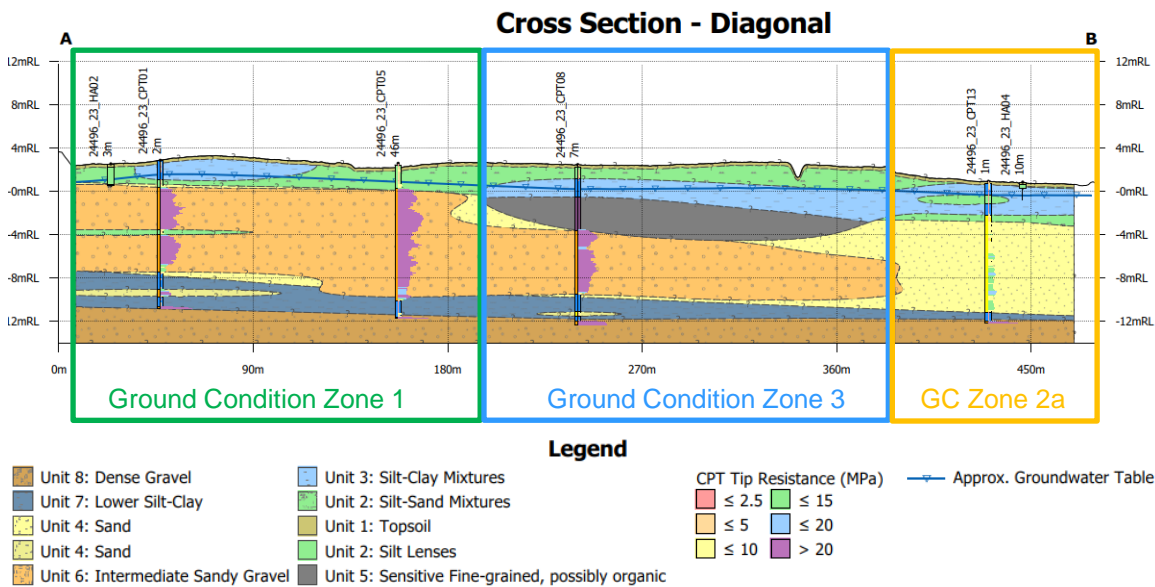 Cross Section - Diagonal
A
B
12mRL
12mRL
8mRL
8mRL
4mRL
4mRL
-0mRL
-0mRL
-4mRL
-4mRL
-8mRL
-8mRL
12mRL
-12mRL
24496_23_HA02
3m
24496_23_CPT01
2m
24496_23_CPT05
46m
24496_23_CPT08
7m
24496_23_CPT13
1m
24496_23_HA04
10m
0m
90m
180m
270m
360m
450m
Ground Condition Zone 1
Ground Condition Zone 3
GC Zone 2a
Legend
Unit 8: Dense Gravel
Unit 7: Lower Silt-Clay
Unit 4: Sand
Unit 4: Sand
Unit 6: Intermediate Sandy Gravel
Unit 3: Silt-Clay Mixtures
Unit 2: Silt-Sand Mixtures
Unit 1: Topsoil
Unit 2: Silt Lenses
Unit 5: Sensitive Fine-grained, possibly organic
CPT Tip Resistance (MPa)
≤ 2.5
≤ 15
≤ 5
≤ 20
≤ 10
> 20
Approx. Groundwater Table